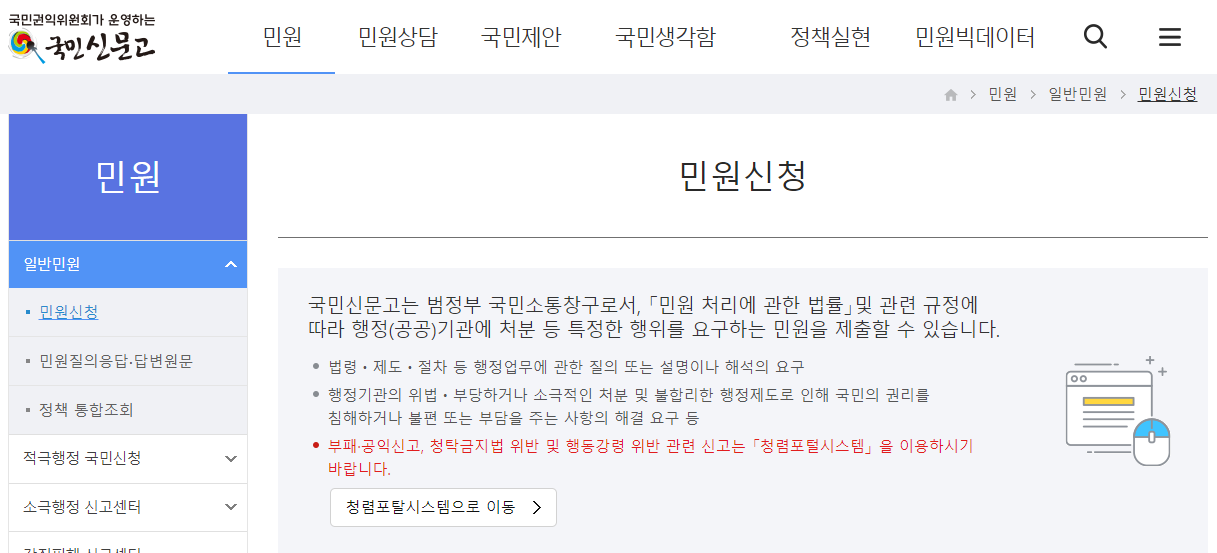 국민권익위원회가 운영하는
국민신문고
민원 민원상담 국민제안 국민생각함 정책실현 민원빅데이터
민원 > 일반민원 > 민원신청
민원
일반민원
민원신청
민원질의응답·답변원문
정책 통합조회
적극행정 국민신청
소극행정 신고센터
민원신청
국민신문고는 범정부 국민소통창구로서, 「민원 처리에 관한 법률」및 관련 규정에
따라 행정(공공)기관에 처분 등 특정한 행위를 요구하는 민원을 제출할 수 있습니다.
법령·제도·절차 등 행정업무에 관한 질의 또는 설명이나 해석의 요구
행정기관의 위법·부당하거나 소극적인 처분 및 불합리한 행정제도로 인해 국민의 권리를
침해하거나 불편 또는 부담을 주는 사항의 해결 요구 등
부패·공익신고, 청탁금지법 위반 및 행동강령 위반 관련 신고는「청렴포털시스템」을 이용하시기
바랍니다.
청렴포탈시스템으로 이동 >